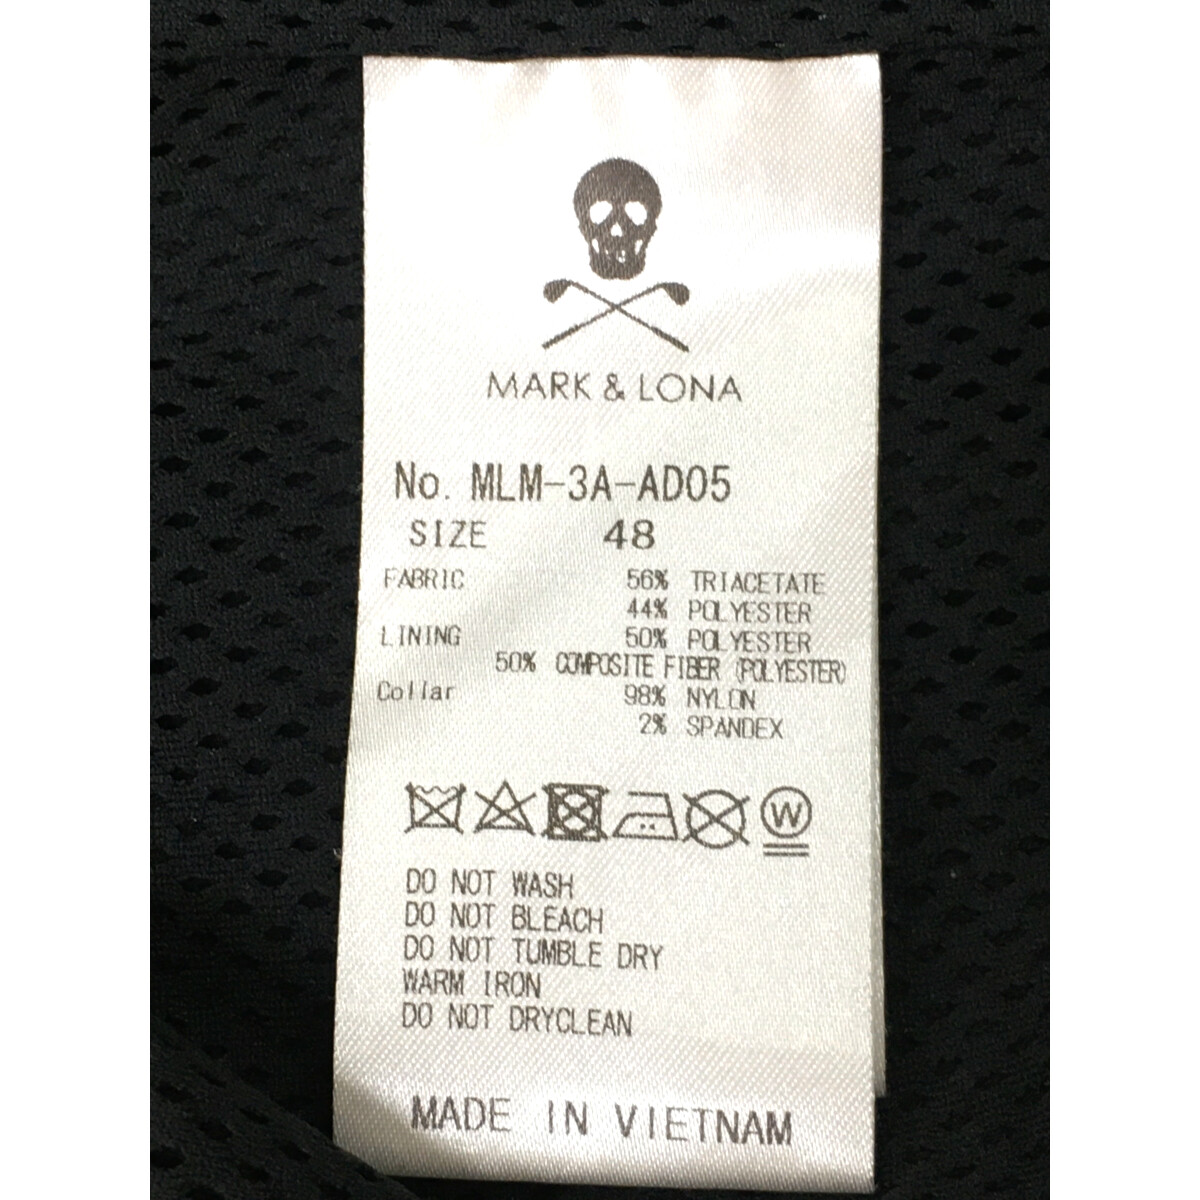 MARK & LONA
No. MLM-3A-AD05
SIZE 48
FABRIC 56% TRIACETATE
44% POLYESTER
LINING 50% POLYESTER
50% COMPOSITE FIBER (POLYESTER)
Collar 98% NYLON
2% SPANDEX
W
DO NOT WASH
DO NOT BLEACH
DO NOT TUMBLE DRY
WARM IRON
DO NOT DRYCLEAN
MADE IN VIETNAM